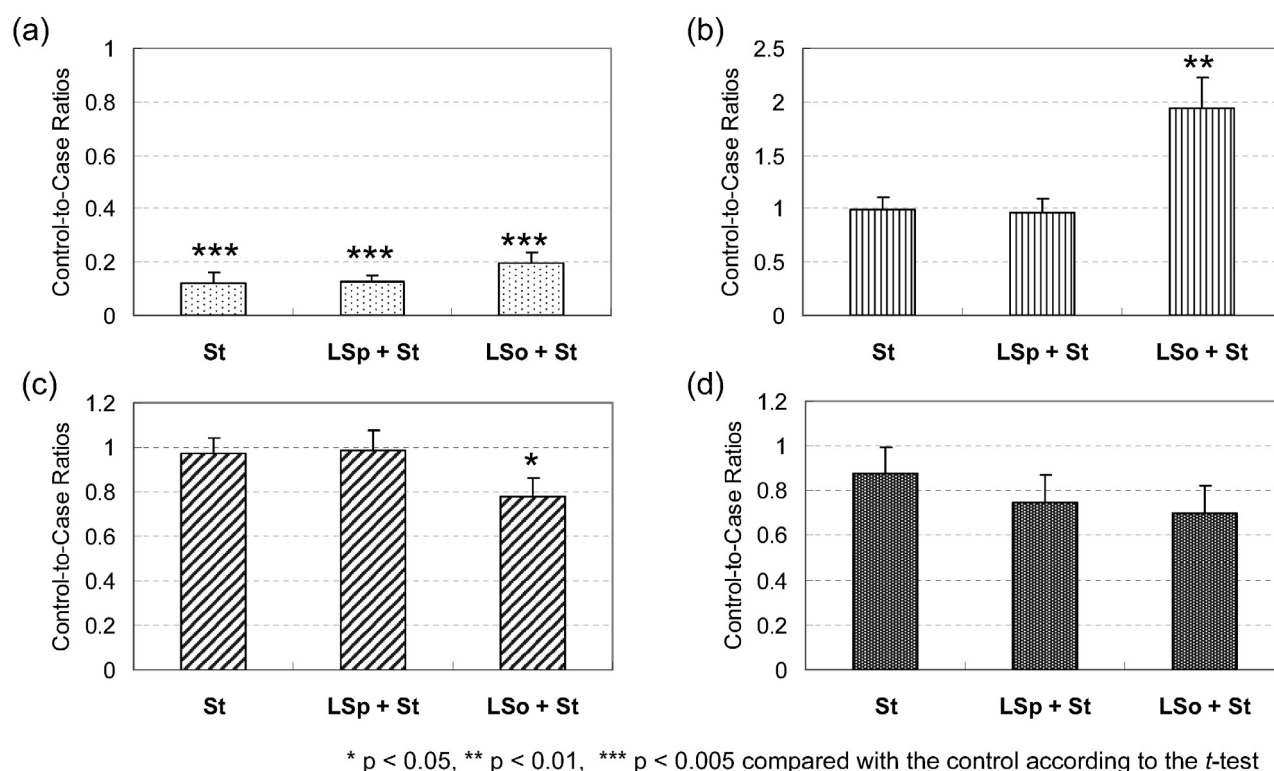 (a)
Control-to-Case Ratios
1
0.8
0.6
0.4
0.2
0
***
***
***
St
LSp + St
LSo + St
(b)
Control-to-Case Ratios
2.5
2
1.5
1
0.5
0
**
St
LSp + St
LSo + St
(c)
Control-to-Case Ratios
1.2
1
0.8
0.6
0.4
0.2
0
*
St
LSp + St
LSo + St
(d)
Control-to-Case Ratios
1.2
1
0.8
0.6
0.4
0.2
0
St
LSp + St
LSo + St
* p < 0.05, ** p < 0.01, *** p < 0.005 compared with the control according to the t-test